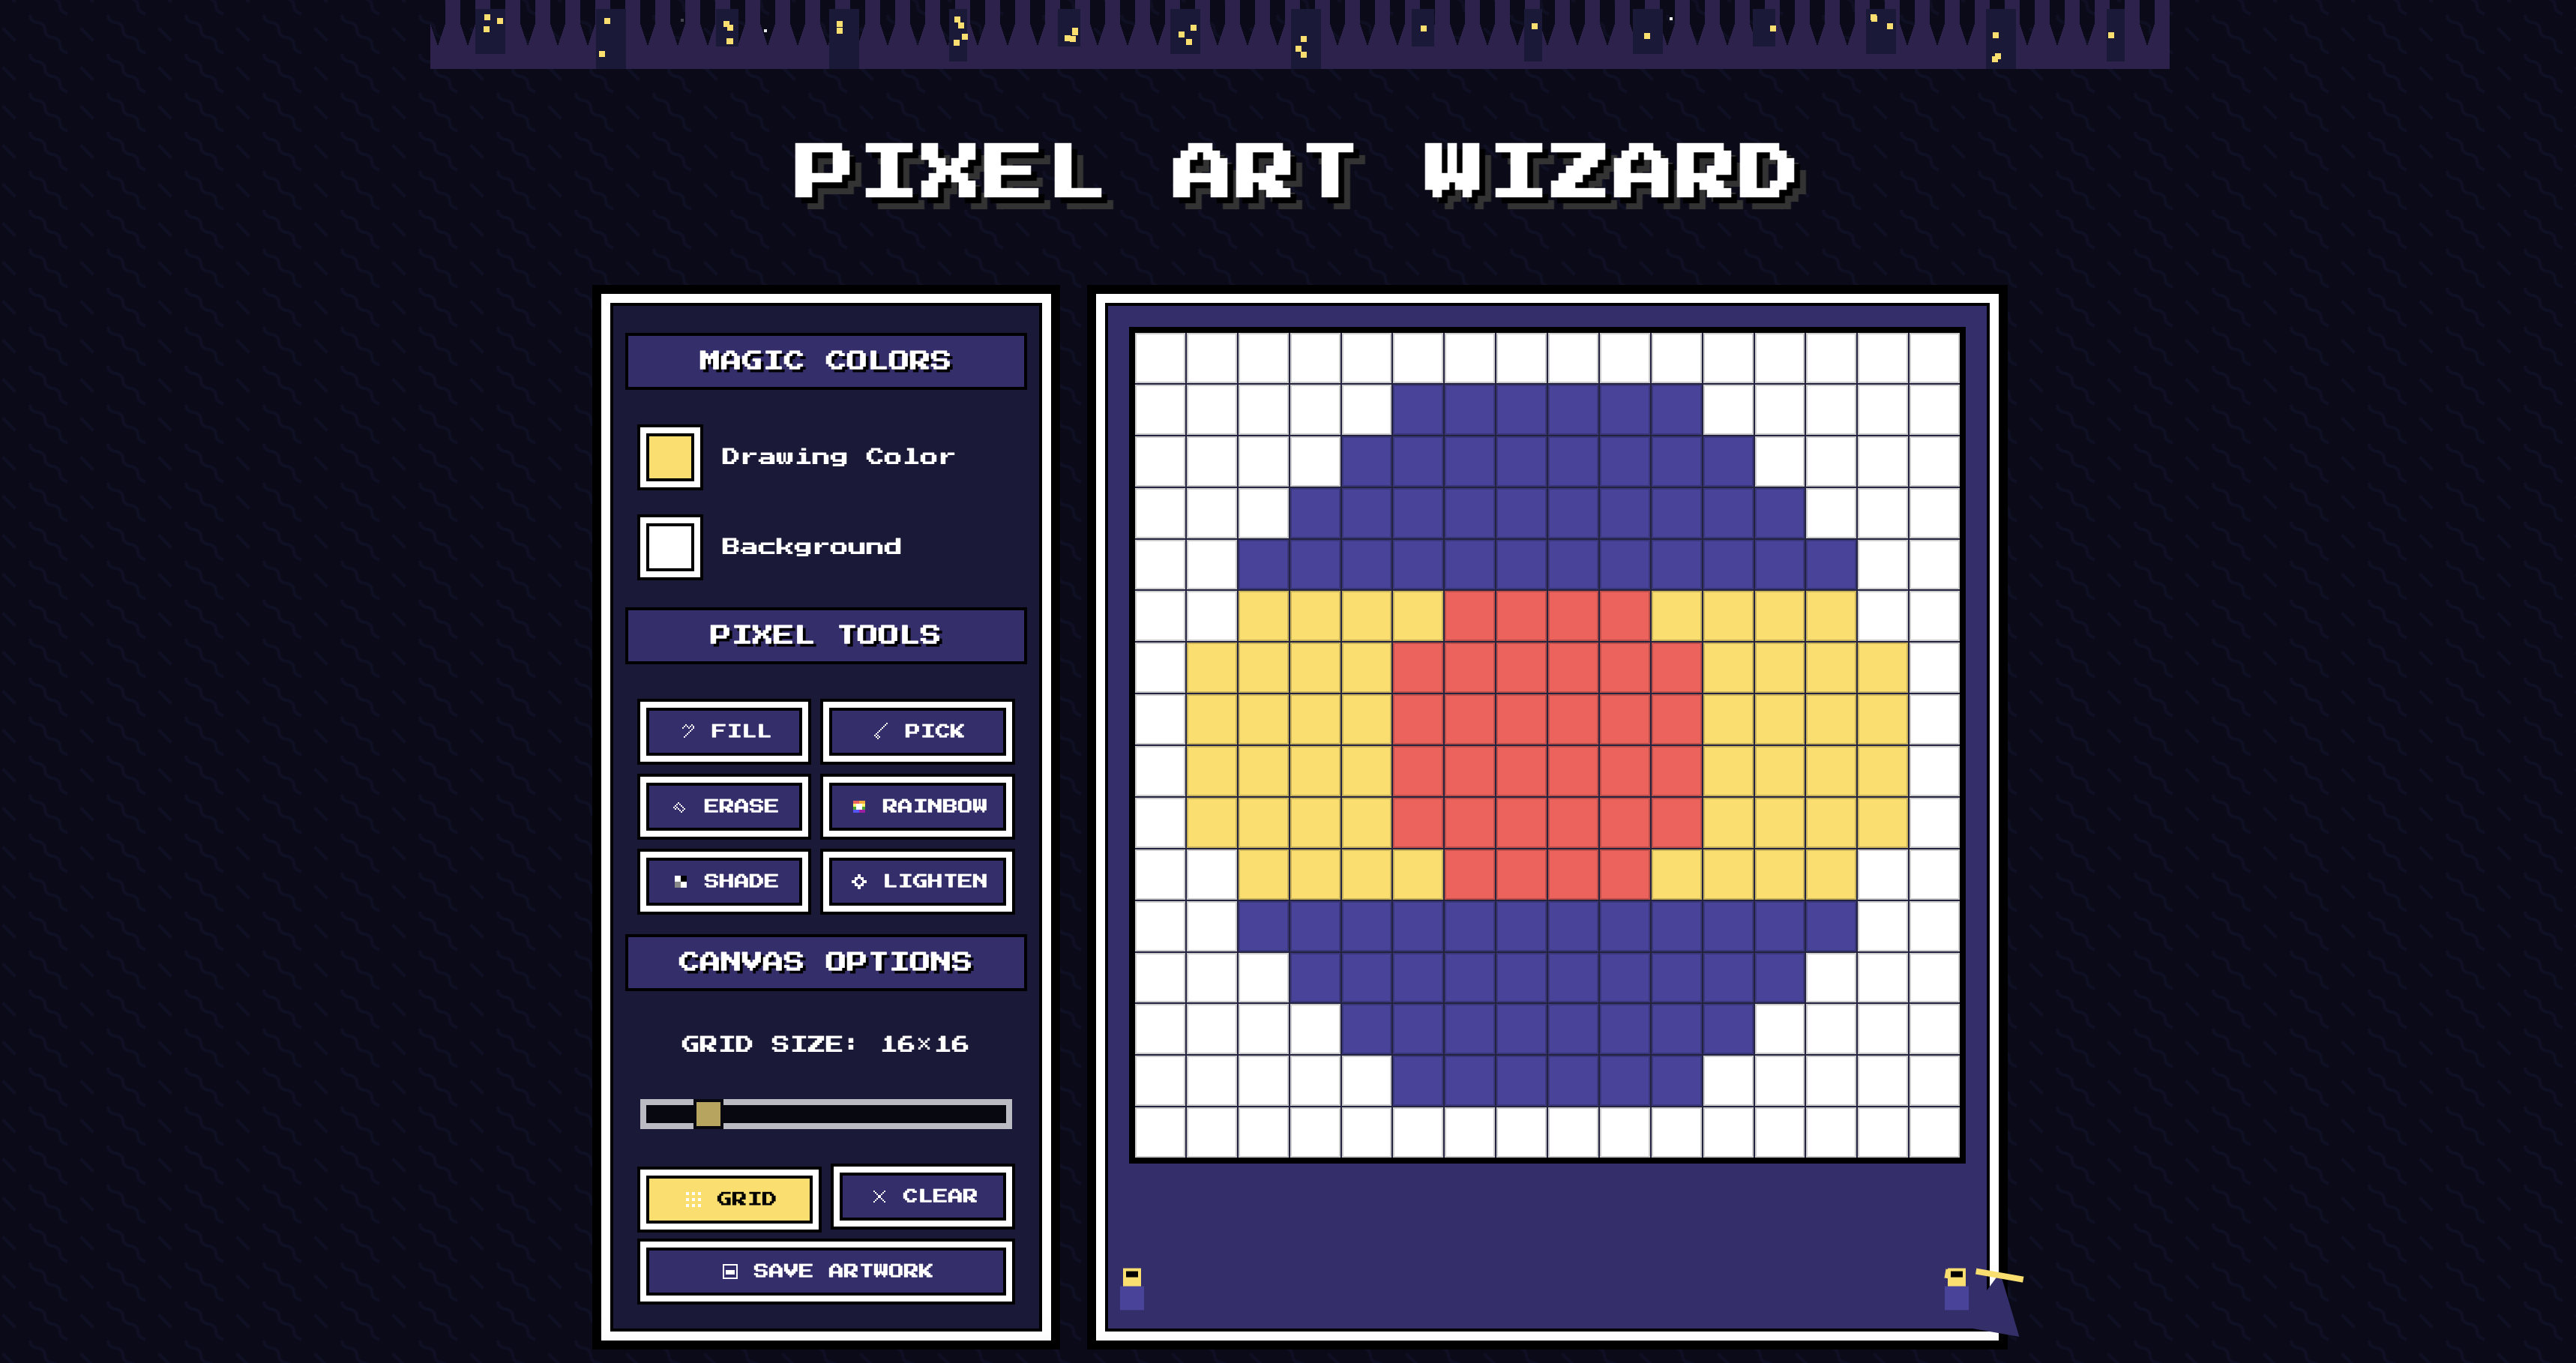 PIXEL ART WIZARD
MAGIC COLORS
Drawing Color
Background
PIXEL TOOLS
FILL
PICK
ERASE
RAINBOW
SHADE
LIGHTEN
CANVAS OPTIONS
GRID SIZE: 16×16
GRID
CLEAR
SAVE ARTWORK